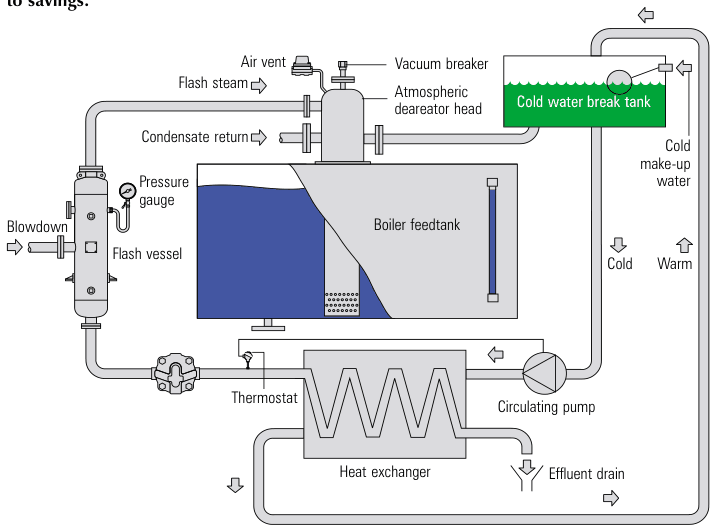 to savings.
Air vent
Vacuum breaker
Flash steam
Atmospheric
deareator head
Cold water break tank
Condensate return
Cold
make-up
water
Pressure
gauge
Boiler feedtank
Blowdown
Flash vessel
Cold
Warm
Thermostat
Circulating pump
Heat exchanger
Effluent drain